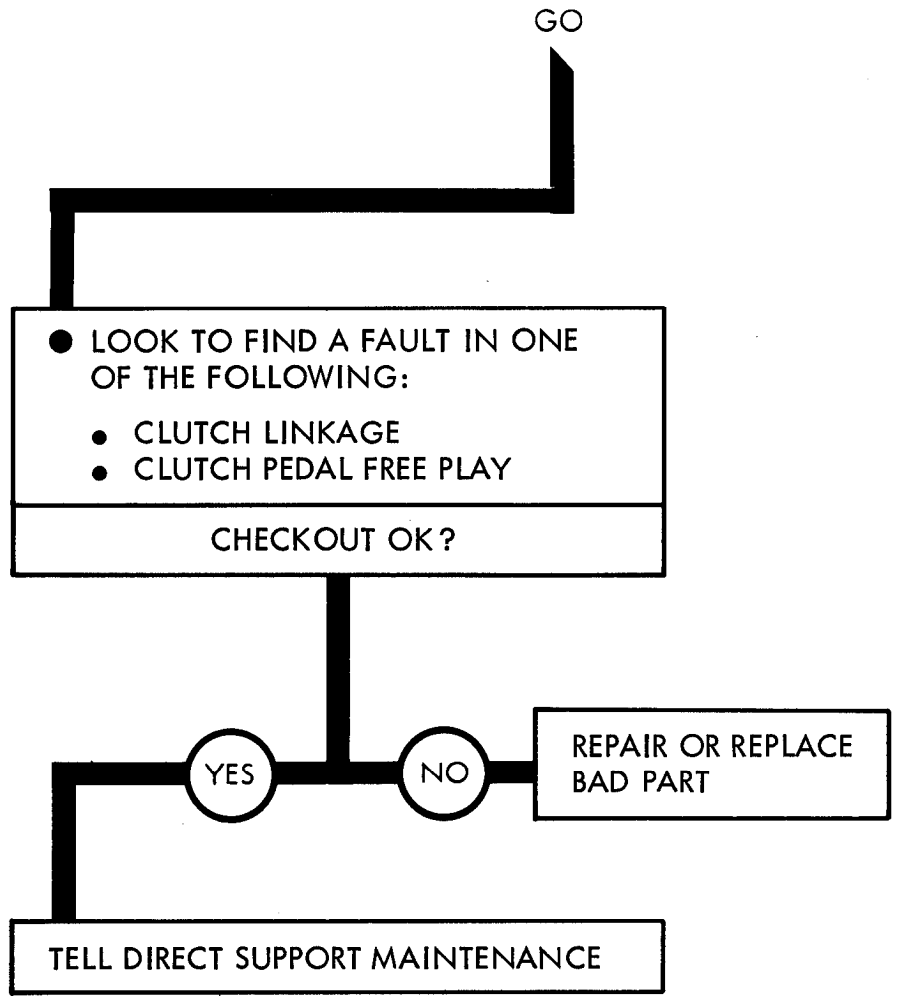 GO
● LOOK TO FIND A FAULT IN ONE
OF THE FOLLOWING:
● CLUTCH LINKAGE
● CLUTCH PEDAL FREE PLAY
CHECKOUT OK?
YES
NO
REPAIR OR REPLACE
BAD PART
TELL DIRECT SUPPORT MAINTENANCE